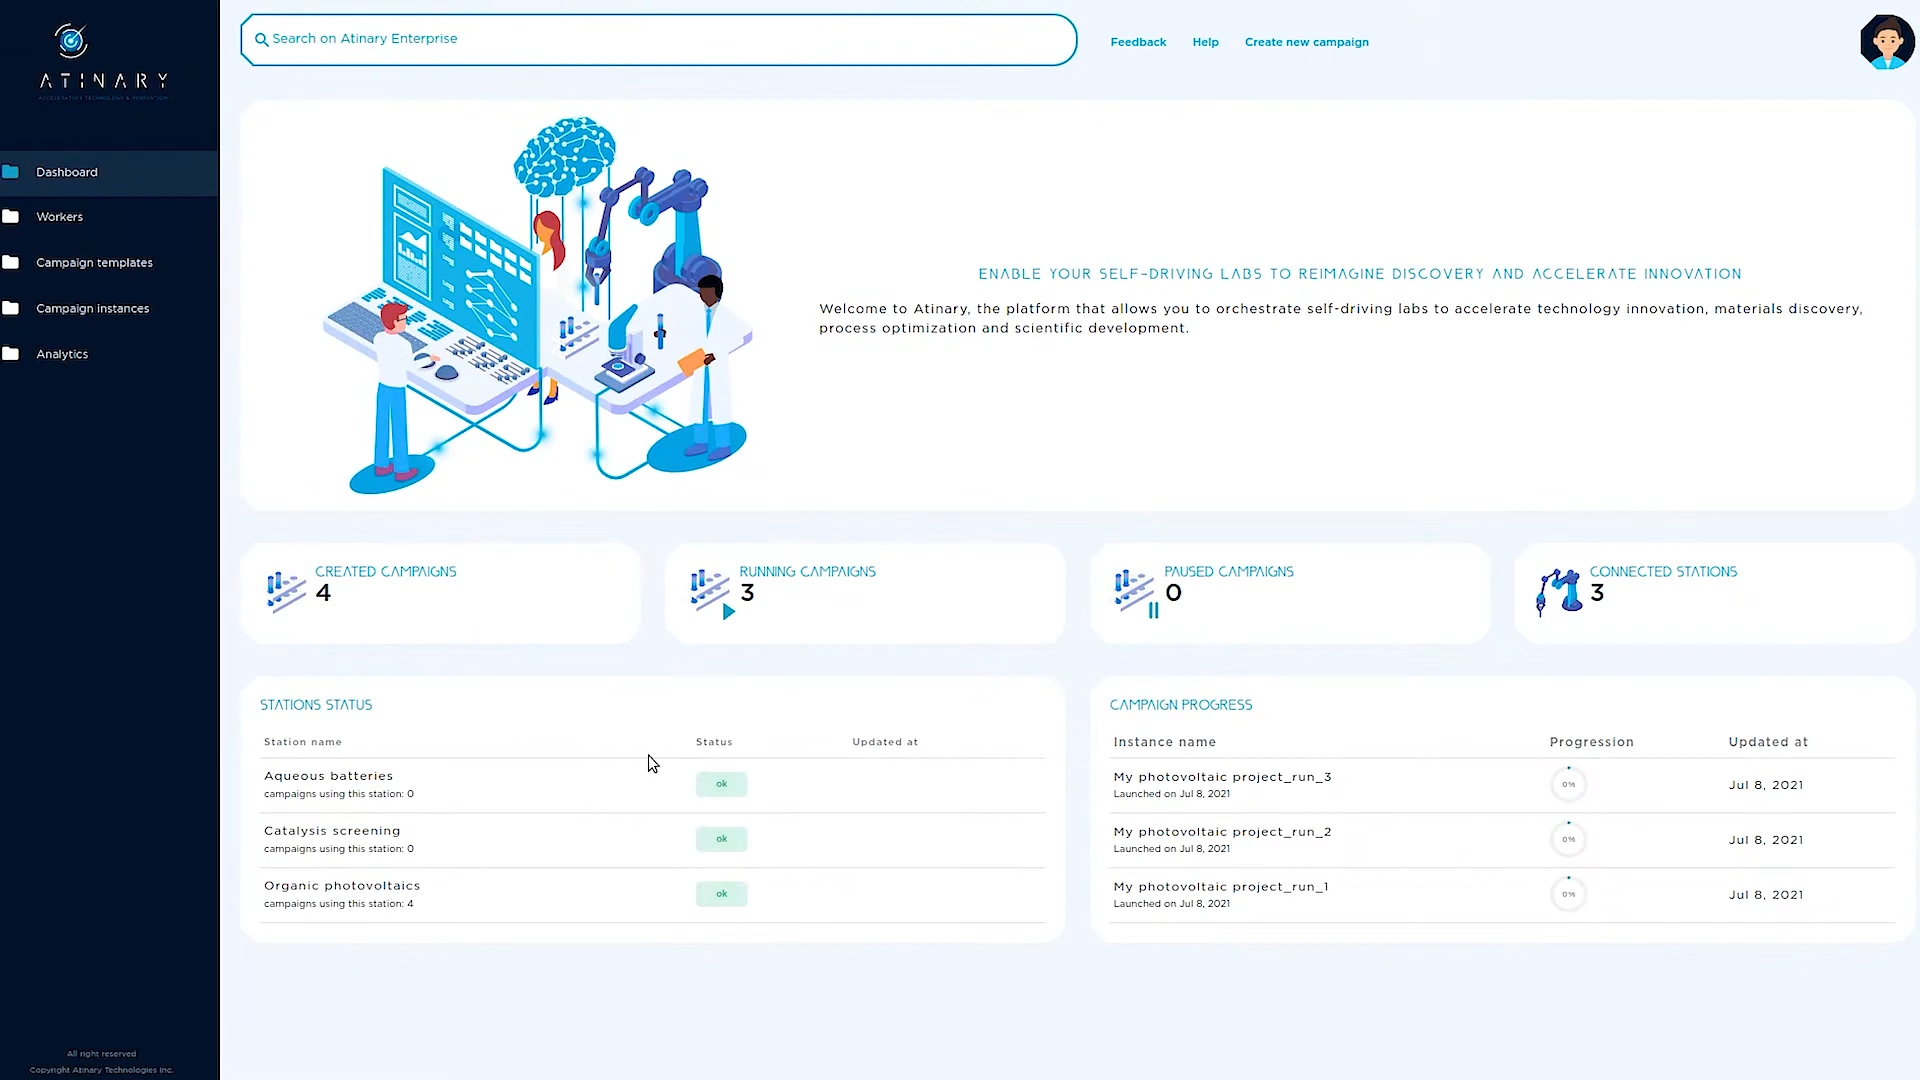 ATINARY
Search on Atinary Enterprise
Feedback
Help
Create new campaign
Dashboard
Workers
Campaign templates
Campaign instances
Analytics
ENABLE YOUR SELF-DRIVING LABS TO REIMAGINE DISCOVERY AND ACCELERATE INNOVATION
Welcome to Atinary, the platform that allows you to orchestrate self-driving labs to accelerate technology innovation, materials discovery,
process optimization and scientific development.
CREATED CAMPAIGNS
4
RUNNING CAMPAIGNS
3
PAUSED CAMPAIGNS
0
CONNECTED STATIONS
3
STATIONS STATUS
Station name Status Updated at
Aqueous batteries
campaigns using this station: 0
ok
Catalysis screening
campaigns using this station: 0
ok
Organic photovoltaics
campaigns using this station: 4
ok
CAMPAIGN PROGRESS
Instance name Progression Updated at
My photovoltaic project_run_3
Launched on Jul 8, 2021
0%
Jul 8, 2021
My photovoltaic project_run_2
Launched on Jul 8, 2021
0%
Jul 8, 2021
My photovoltaic project_run_1
Launched on Jul 8, 2021
0%
Jul 8, 2021
All right reserved
Copyright Atinary Technologies Inc.